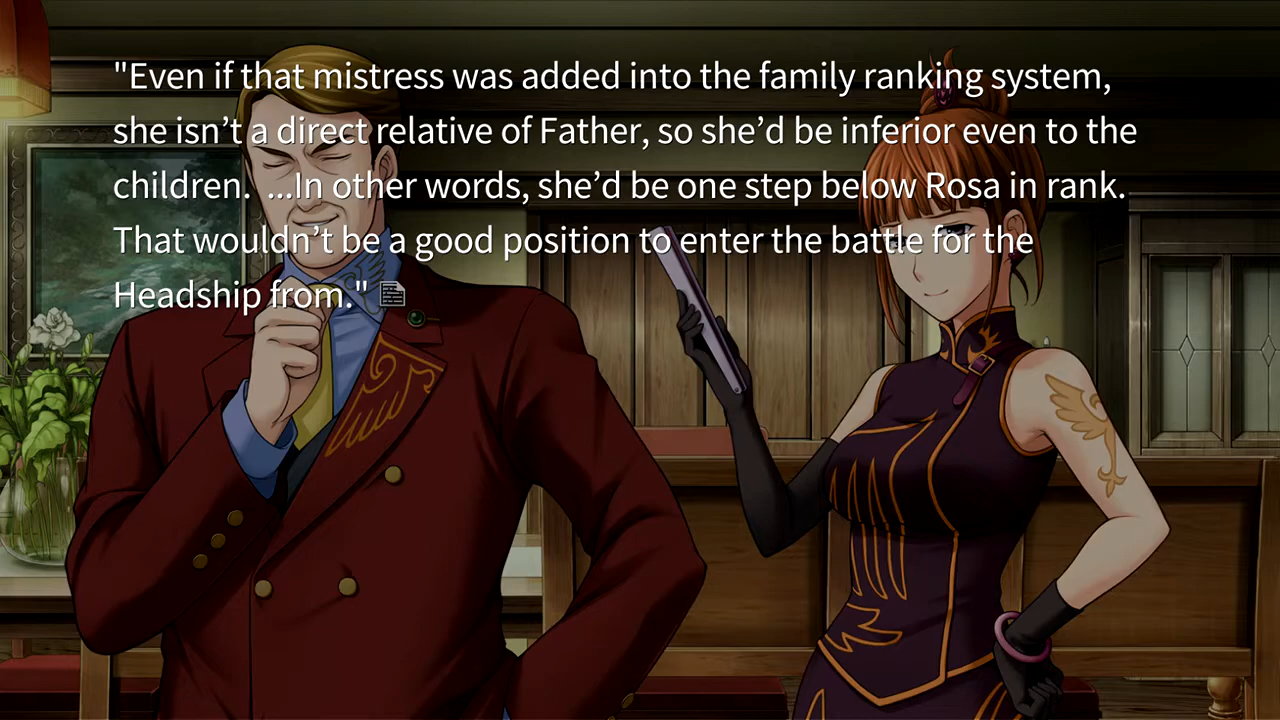 "Even if that mistress was added into the family ranking system,
she isn’t a direct relative of Father, so she’d be inferior even to the
children.  ...In other words, she’d be one step below Rosa in rank.
That wouldn’t be a good position to enter the battle for the
Headship from."